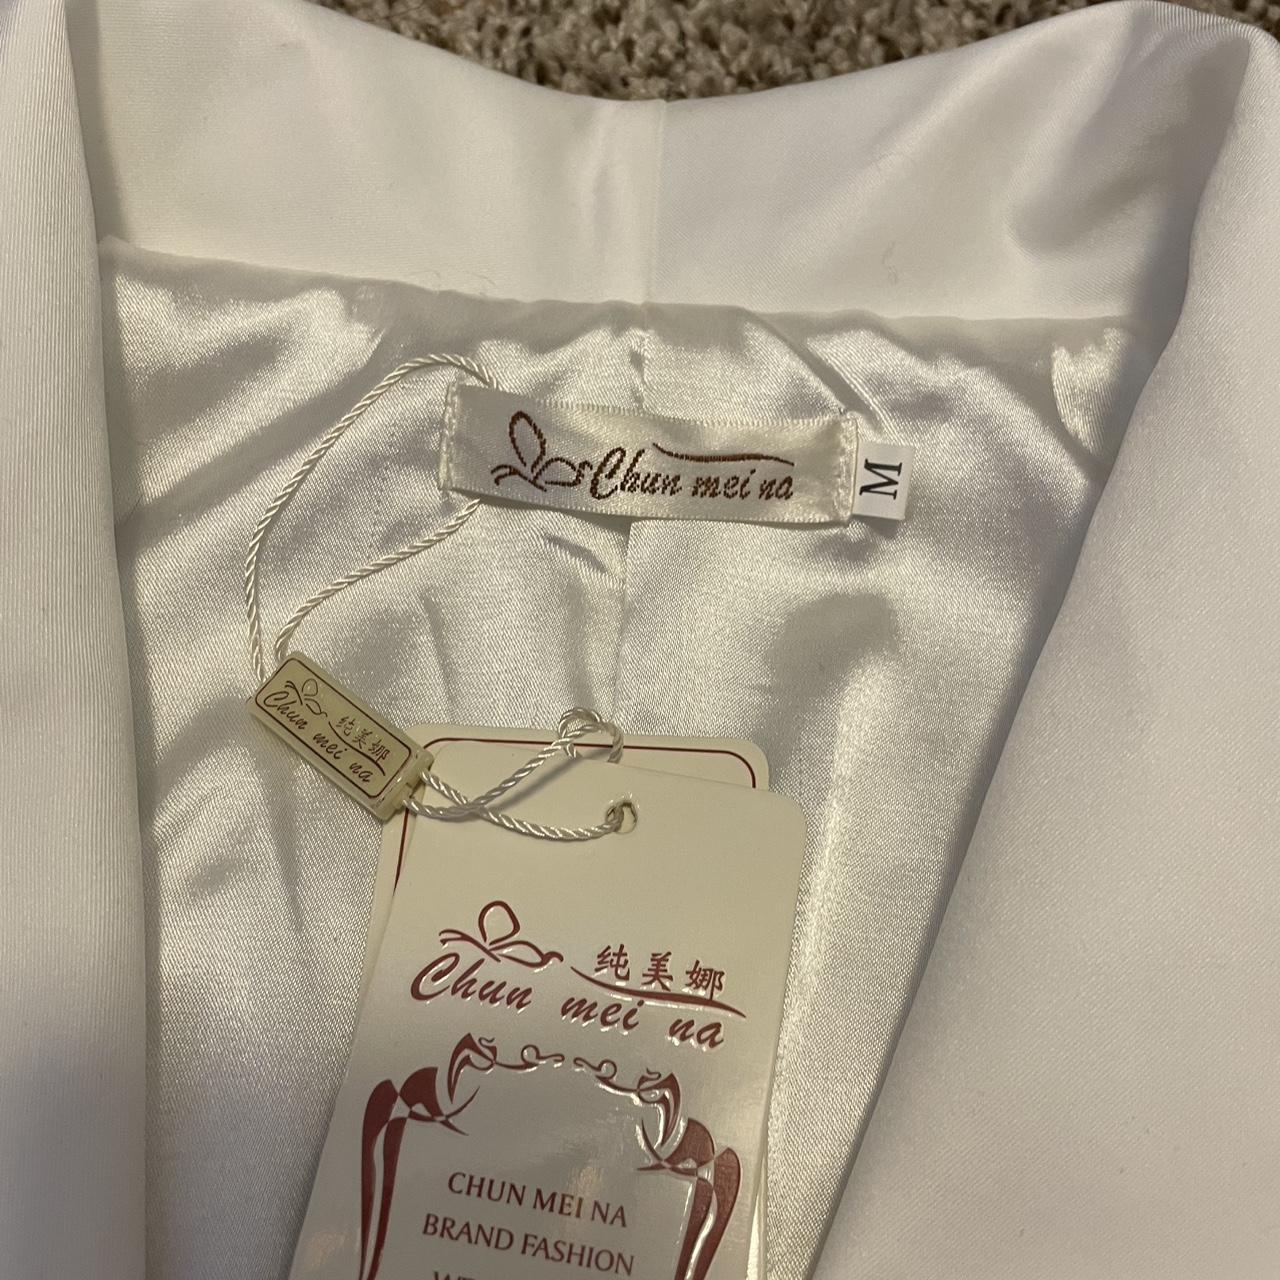 Chun mei na
M
纯美娜
Chun mei na
纯美娜
Chun mei na
CHUN MEI NA
BRAND FASHION